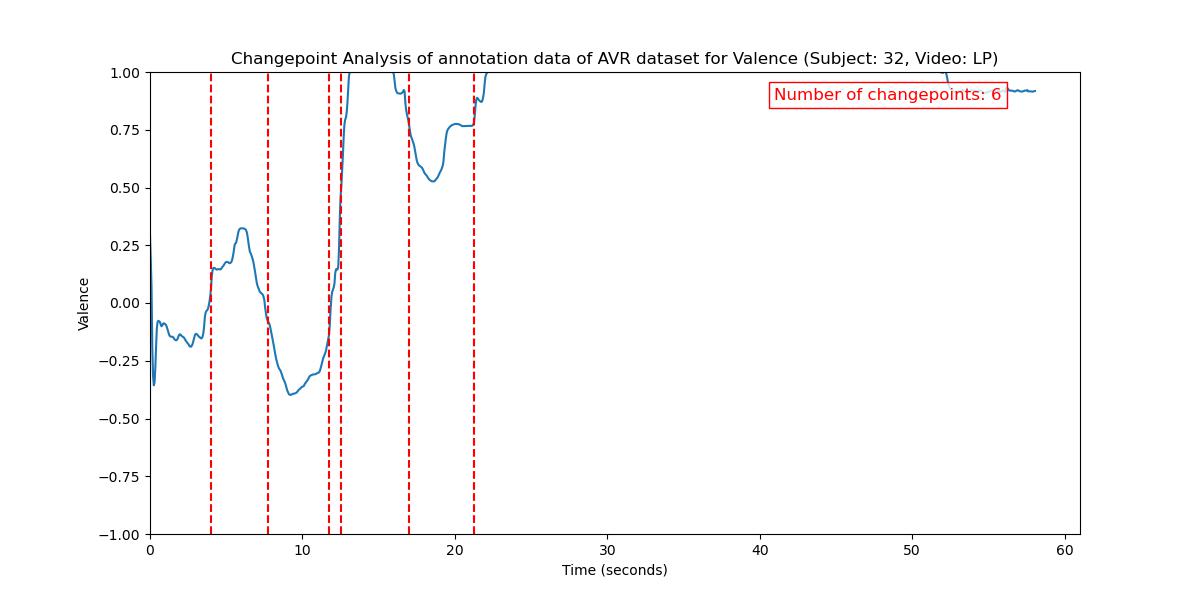 Changepoint Analysis of annotation data of AVR dataset for Valence (Subject: 32, Video: LP)
Number of changepoints: 6
Valence
1.00
0.75
0.50
0.25
0.00
−0.25
−0.50
−0.75
−1.00
0 10 20 30 40 50 60
Time (seconds)